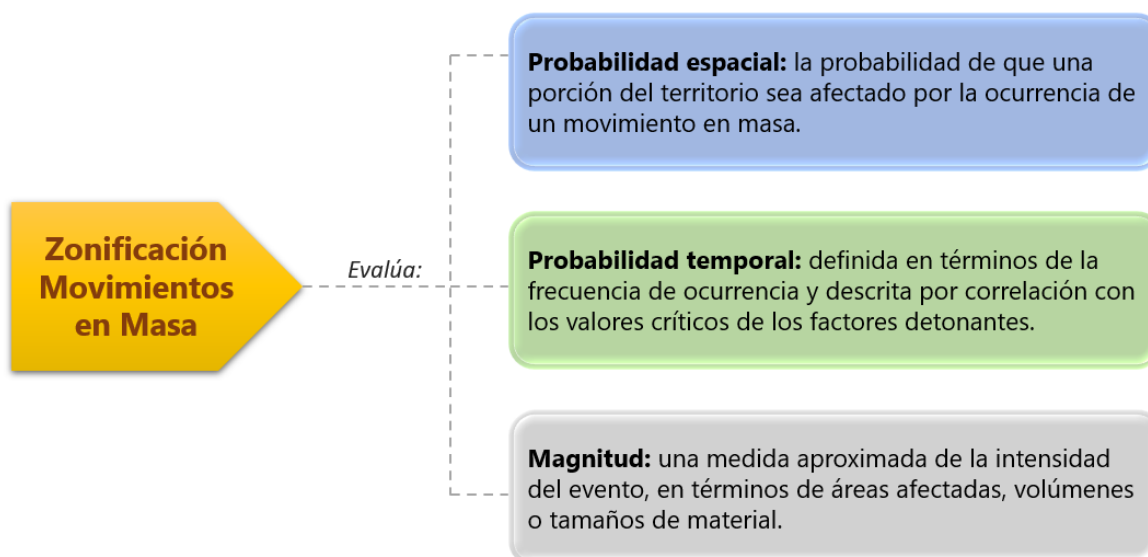 Probabilidad espacial: la probabilidad de que una
porción del territorio sea afectado por la ocurrencia de
un movimiento en masa.
Zonificación
Movimientos
en Masa
Evalúa:
Probabilidad temporal: definida en términos de la
frecuencia de ocurrencia y descrita por correlación con
los valores críticos de los factores detonantes.
Magnitud: una medida aproximada de la intensidad
del evento, en términos de áreas afectadas, volúmenes
o tamaños de material.